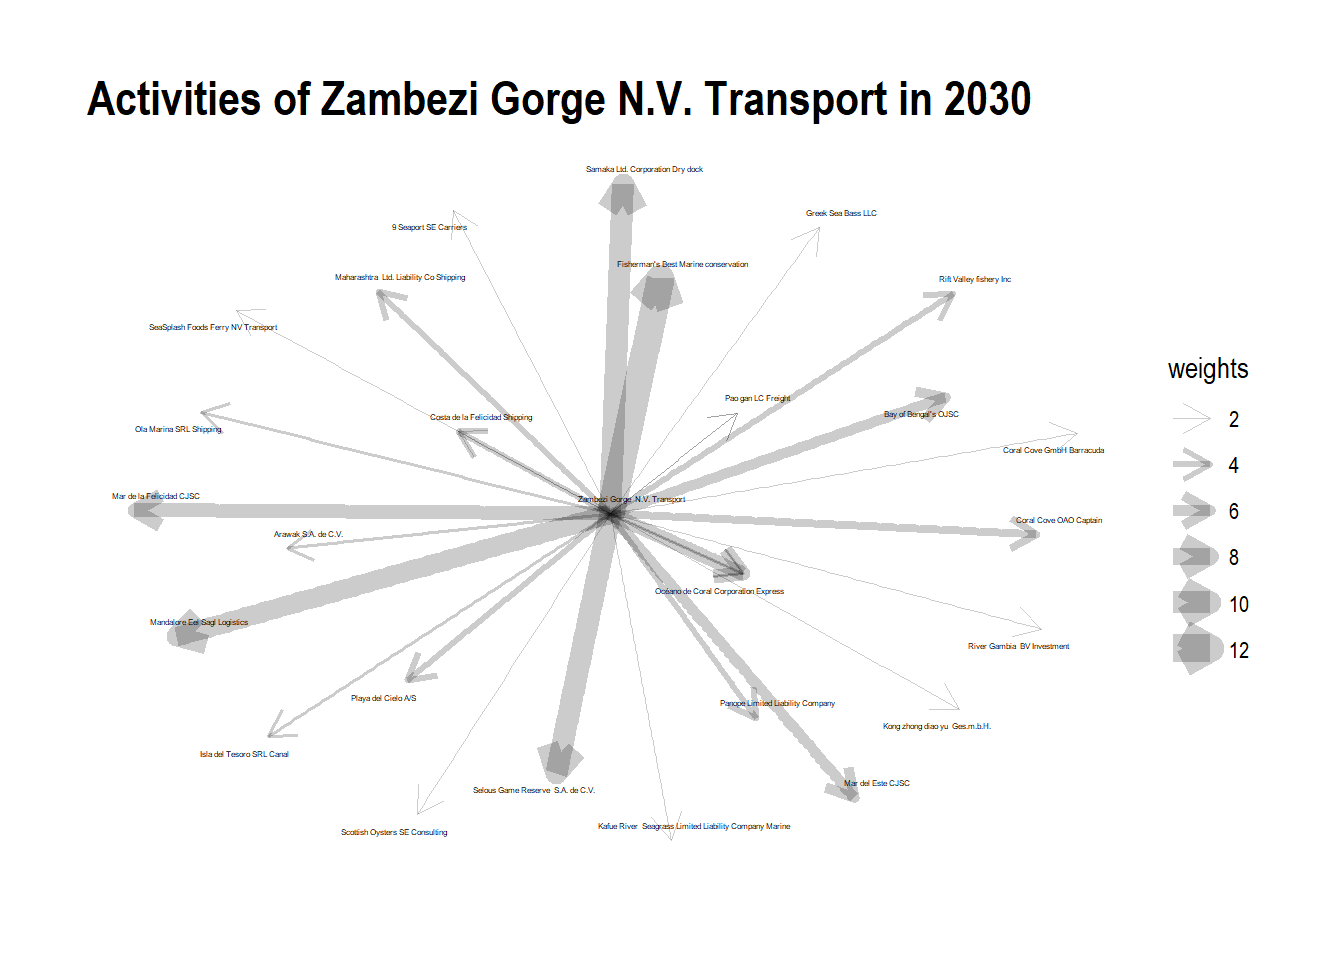 Activities of Zambezi Gorge N.V. Transport in 2030
Samaka Ltd. Corporation Dry dock
Greek Sea Bass LLC
9 Seaport SE Carriers
Fisherman's Best Marine conservation
Maharashtra  Ltd. Liability Co Shipping
Rift Valley fishery Inc
SeaSplash Foods Ferry NV Transport
Pao gan LC Freight
Costa de la Felicidad Shipping
Bay of Bengal's OJSC
Ola Marina SRL Shipping
Coral Cove GmbH Barracuda
Mar de la Felicidad CJSC
Zambezi Gorge  N.V. Transport
Coral Cove OAO Captain
Arawak S.A. de C.V.
Océano de Coral Corporation Express
Mandalore Eel Sagl Logistics
River Gambia  BV Investment
Playa del Cielo A/S
Panope Limited Liability Company
Kong zhong diao yu  Ges.m.b.H.
Isla del Tesoro SRL Canal
Mar del Este CJSC
Selous Game Reserve  S.A. de C.V.
Kafue River  Seagrass Limited Liability Company Marine
Scottish Oysters SE Consulting
weights
2
4
6
8
10
12